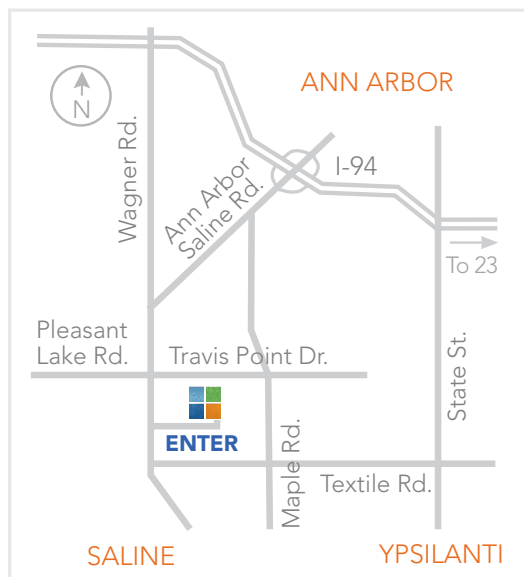 ANN ARBOR
N
Wagner Rd.
Ann Arbor
Saline Rd.
I-94
To 23
Pleasant
Lake Rd.
Travis Point Dr.
State St.
ENTER
Maple Rd.
Textile Rd.
SALINE
YPSILANTI